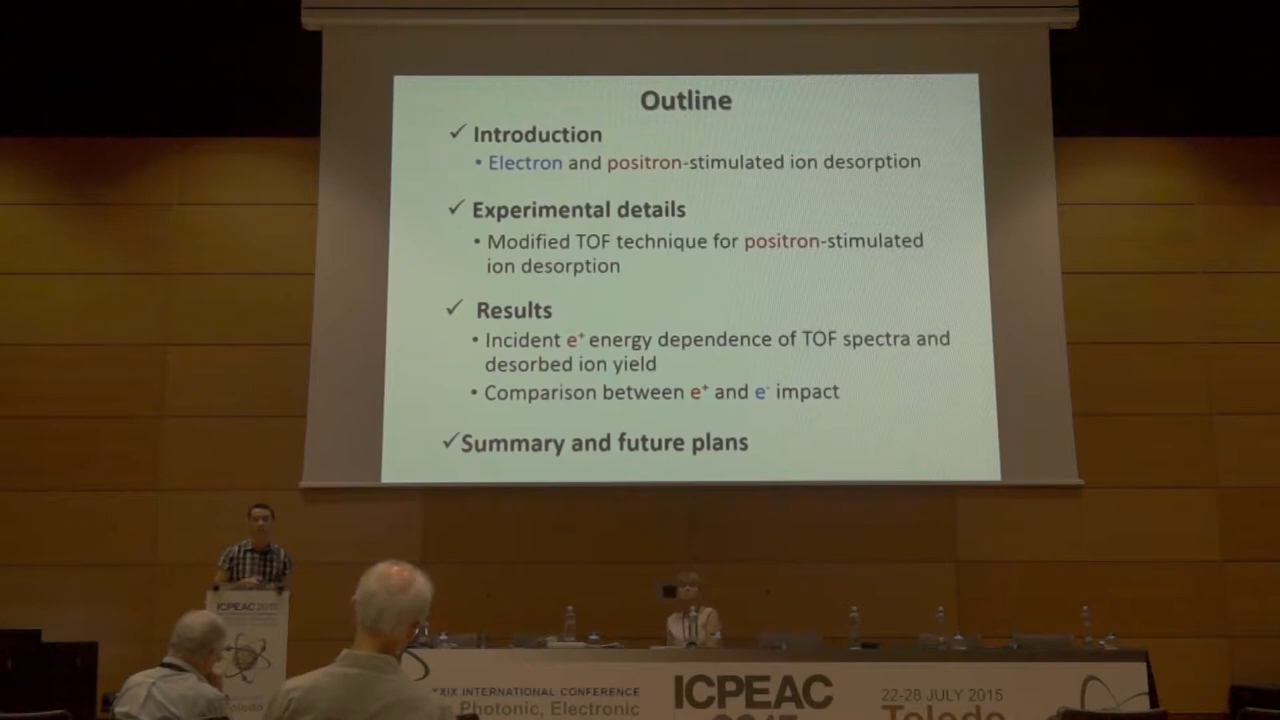 Outline
✓ Introduction
• Electron and positron-stimulated ion desorption
✓ Experimental details
• Modified TOF technique for positron-stimulated
ion desorption
✓ Results
• Incident e⁺ energy dependence of TOF spectra and
desorbed ion yield
• Comparison between e⁺ and e⁻ impact
✓ Summary and future plans
ICPEAC 2015
XXIX INTERNATIONAL CONFERENCE
Photonic, Electronic
ICPEAC
2015
22-28 JULY 2015
Toledo